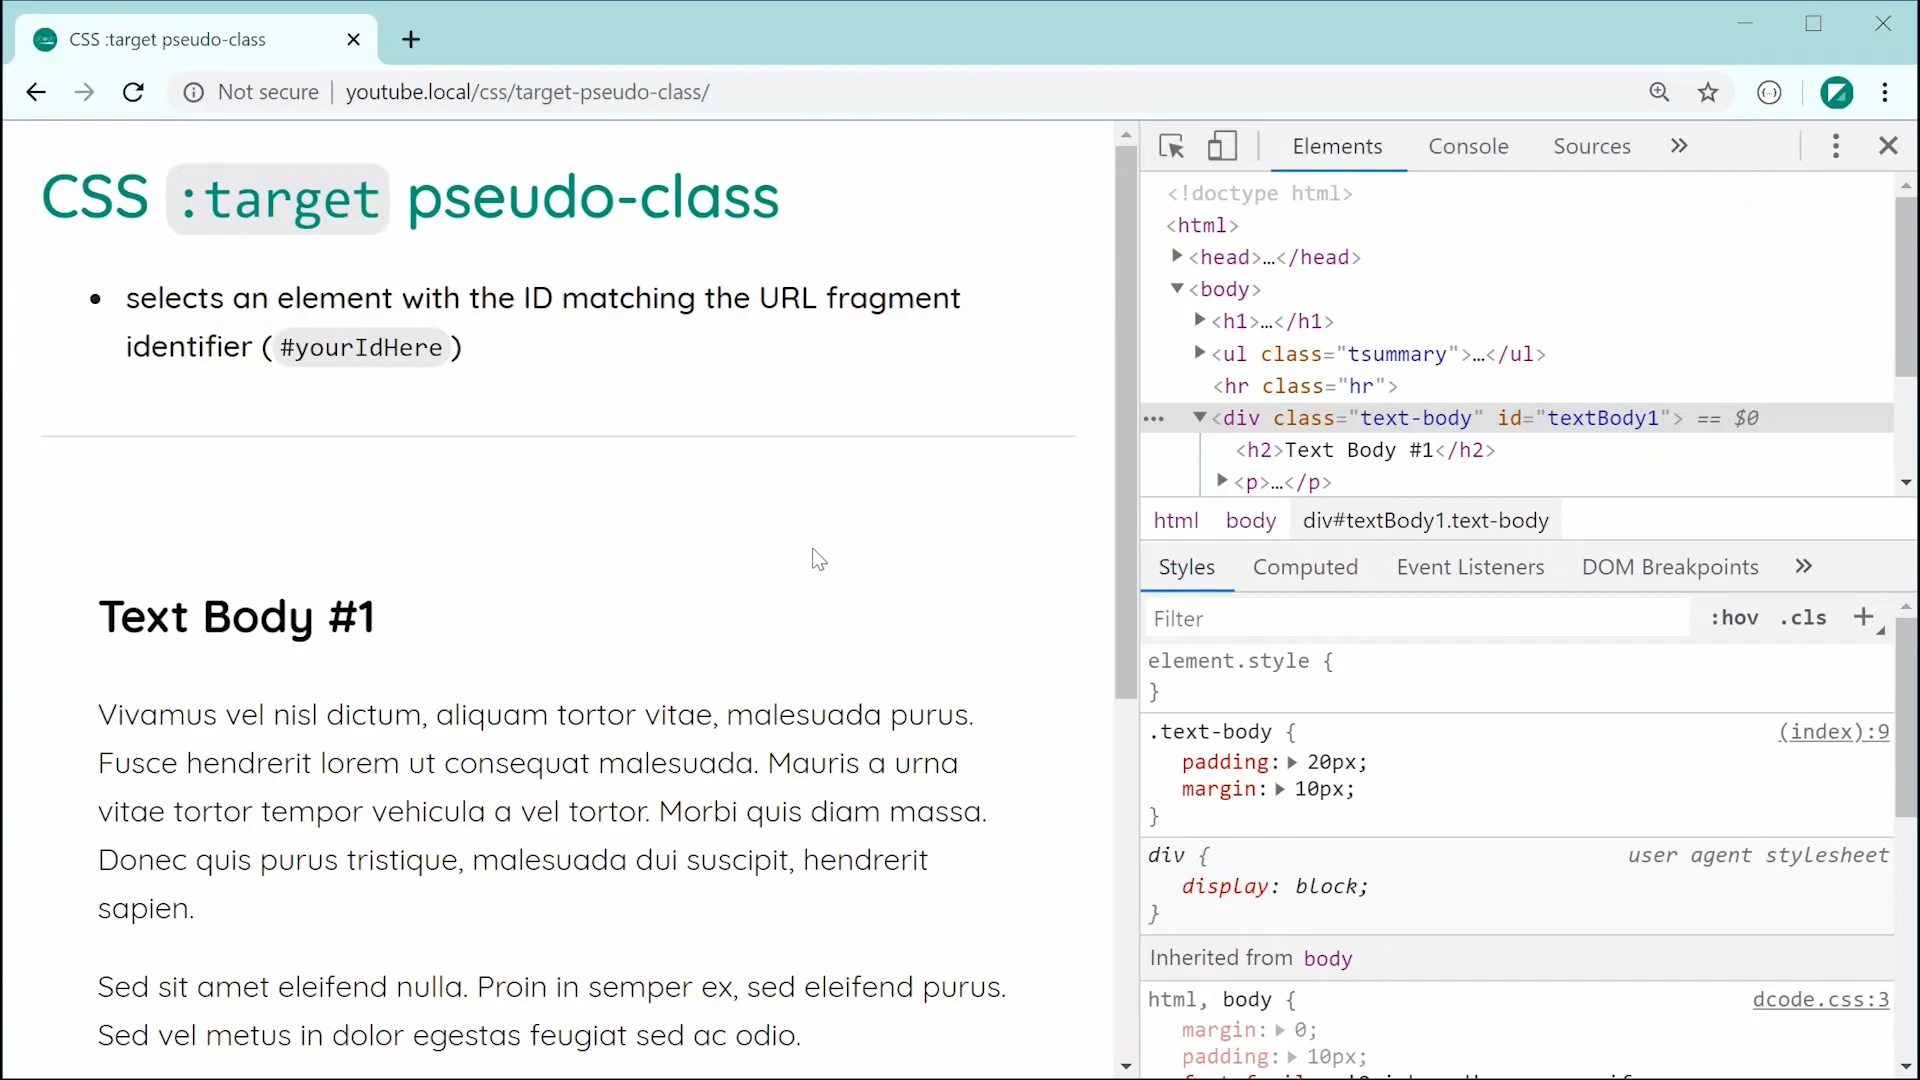 CSS :target pseudo-class
Not secure
youtube.local/css/target-pseudo-class/
CSS :target pseudo-class
• selects an element with the ID matching the URL fragment
identifier (#yourIdHere)
Text Body #1
Vivamus vel nisl dictum, aliquam tortor vitae, malesuada purus.
Fusce hendrerit lorem ut consequat malesuada. Mauris a urna
vitae tortor tempor vehicula a vel tortor. Morbi quis diam massa.
Donec quis purus tristique, malesuada dui suscipit, hendrerit
sapien.
Sed sit amet eleifend nulla. Proin in semper ex, sed eleifend purus.
Sed vel metus in dolor egestas feugiat sed ac odio.
Elements Console Sources »
<!doctype html>
<html>
<head>…</head>
<body>
<h1>…</h1>
<ul class="tsummary">…</ul>
<hr class="hr">
<div class="text-body" id="textBody1"> == $0
<h2>Text Body #1</h2>
<p>…</p>
html body div#textBody1.text-body
Styles Computed Event Listeners DOM Breakpoints »
Filter :hov .cls +
element.style {
}
.text-body { (index):9
padding: 20px;
margin: 10px;
}
div { user agent stylesheet
display: block;
}
Inherited from body
html, body { dcode.css:3
margin: 0;
padding: 10px;